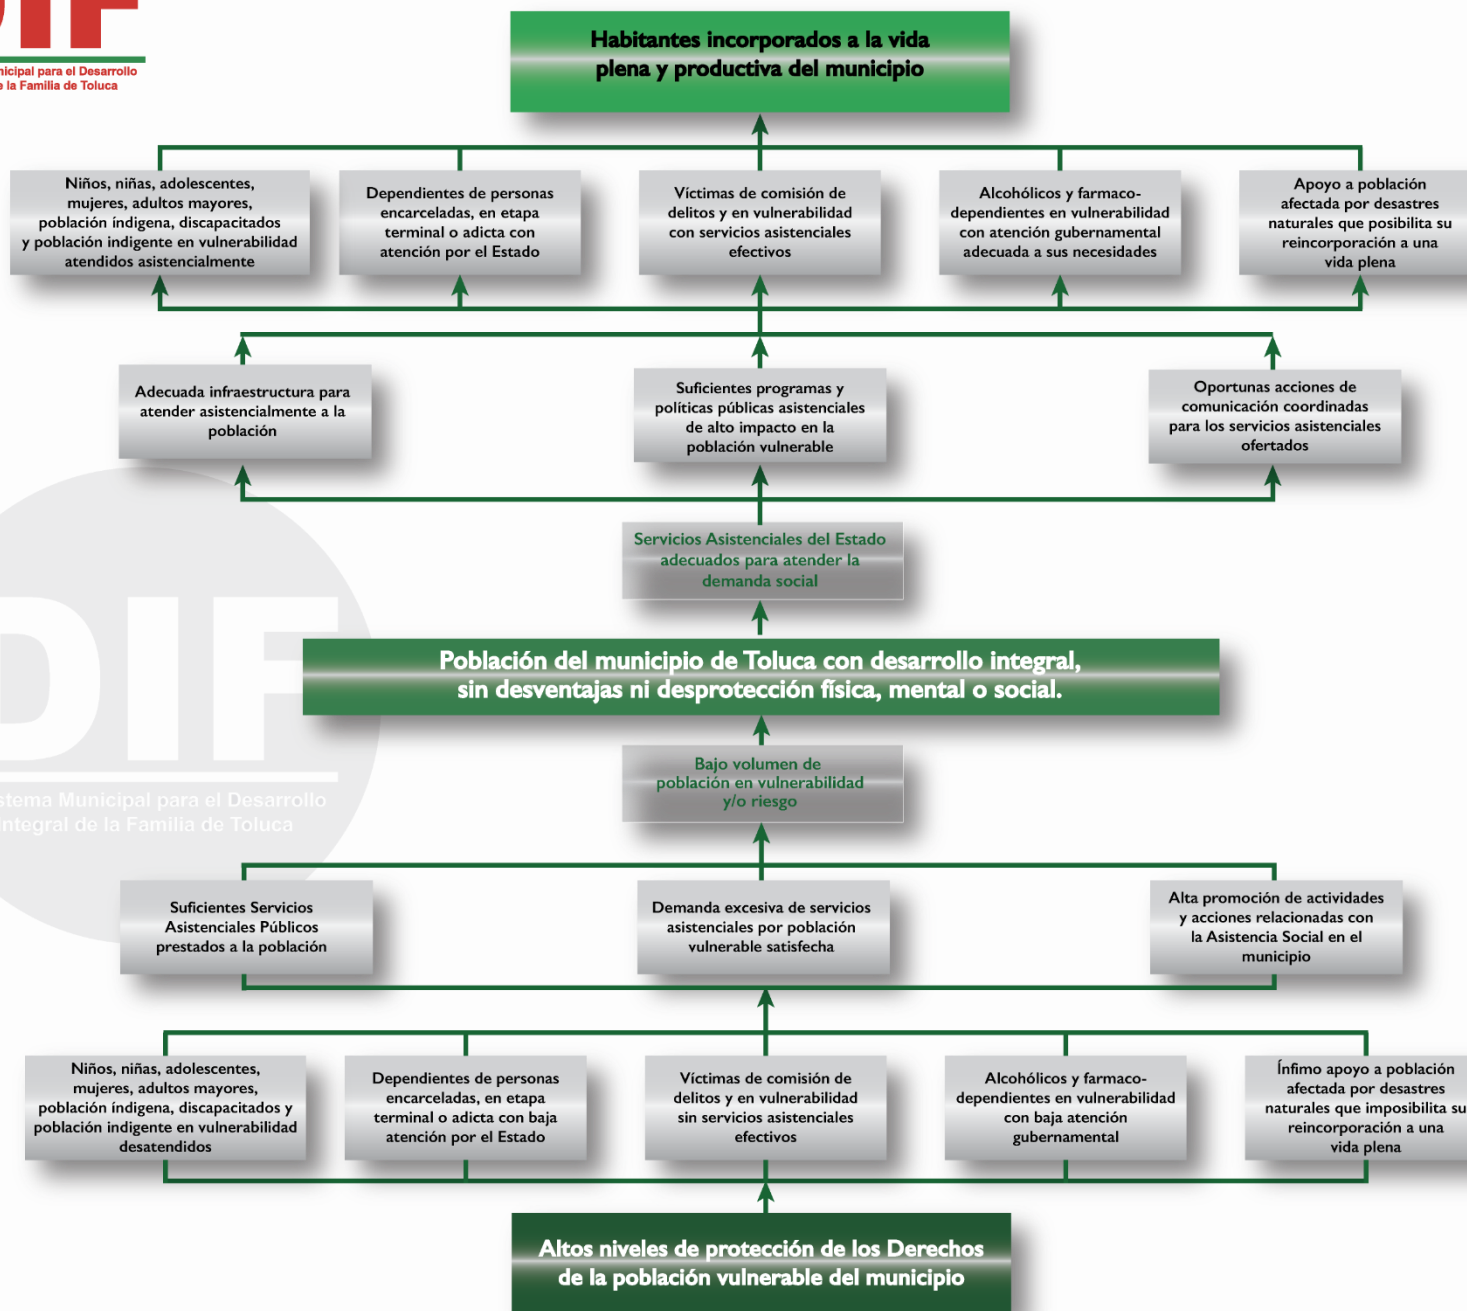 DIF
nicipal para el Desarrollo
e la Familia de Toluca
Habitantes incorporados a la vida
plena y productiva del municipio
Niños, niñas, adolescentes,
mujeres, adultos mayores,
población índigena, discapacitados
y población indigente en vulnerabilidad
atendidos asistencialmente
Dependientes de personas
encarceladas, en etapa
terminal o adicta con
atención por el Estado
Víctimas de comisión de
delitos y en vulnerabilidad
con servicios asistenciales
efectivos
Alcohólicos y farmaco-
dependientes en vulnerabilidad
con atención gubernamental
adecuada a sus necesidades
Apoyo a población
afectada por desastres
naturales que posibilita su
reincorporación a una
vida plena
Adecuada infraestructura para
atender asistencialmente a la
población
Suficientes programas y
políticas públicas asistenciales
de alto impacto en la
población vulnerable
Oportunas acciones de
comunicación coordinadas
para los servicios asistenciales
ofertados
Servicios Asistenciales del Estado
adecuados para atender la
demanda social
Población del municipio de Toluca con desarrollo integral,
sin desventajas ni desprotección física, mental o social.
DIF
stema Municipal para el Desarrollo
ntegral de la Familia de Toluca
Bajo volumen de
población en vulnerabilidad
y/o riesgo
Suficientes Servicios
Asistenciales Públicos
prestados a la población
Demanda excesiva de servicios
asistenciales por población
vulnerable satisfecha
Alta promoción de actividades
y acciones relacionadas con
la Asistencia Social en el
municipio
Niños, niñas, adolescentes,
mujeres, adultos mayores,
población índigena, discapacitados y
población indigente en vulnerabilidad
desatendidos
Dependientes de personas
encarceladas, en etapa
terminal o adicta con baja
atención por el Estado
Víctimas de comisión de
delitos y en vulnerabilidad
sin servicios asistenciales
efectivos
Alcohólicos y farmaco-
dependientes en vulnerabilidad
con baja atención
gubernamental
Ínfimo apoyo a población
afectada por desastres
naturales que imposibilita su
reincorporación a una
vida plena
Altos niveles de protección de los Derechos
de la población vulnerable del municipio